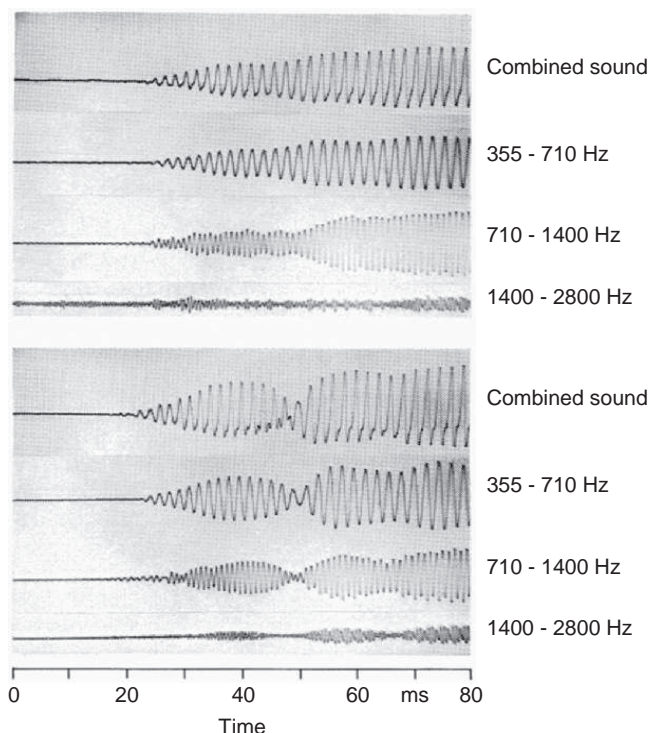 Combined sound
355 - 710 Hz
710 - 1400 Hz
1400 - 2800 Hz
Combined sound
355 - 710 Hz
710 - 1400 Hz
1400 - 2800 Hz
0 20 40 60 ms 80
Time